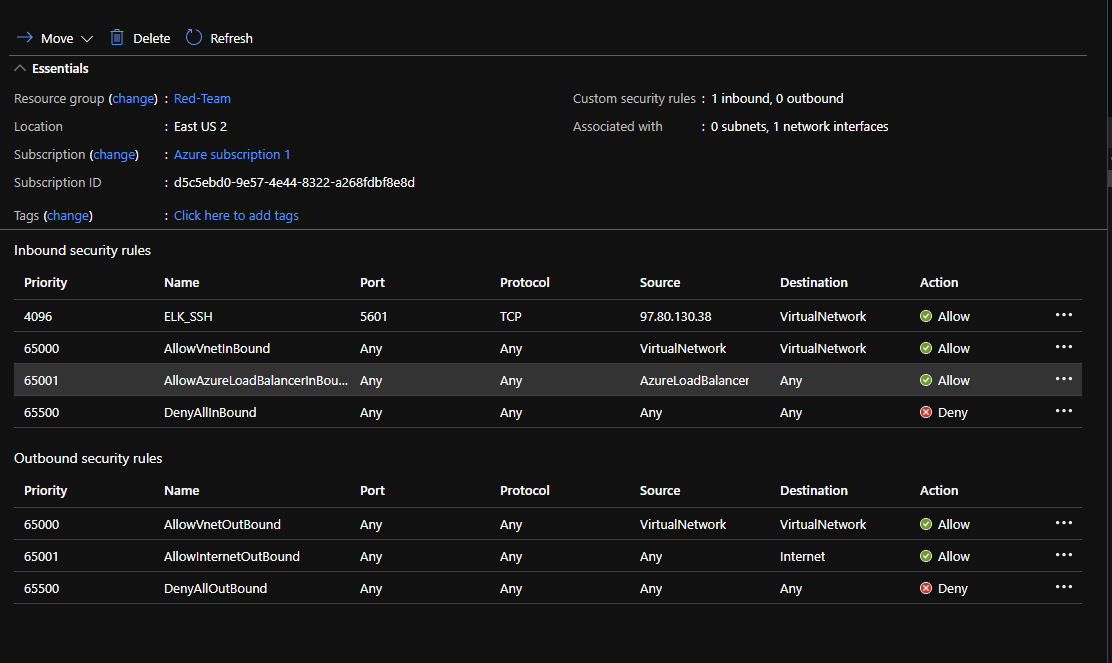 Move Delete Refresh
Essentials
Resource group (change) : Red-Team Custom security rules : 1 inbound, 0 outbound
Location : East US 2 Associated with : 0 subnets, 1 network interfaces
Subscription (change) : Azure subscription 1
Subscription ID : d5c5ebd0-9e57-4e44-8322-a268fdbf8e8d
Tags (change) : Click here to add tags
Inbound security rules
Priority Name Port Protocol Source Destination Action
4096 ELK_SSH 5601 TCP 97.80.130.38 VirtualNetwork Allow ...
65000 AllowVnetInBound Any Any VirtualNetwork VirtualNetwork Allow ...
65001 AllowAzureLoadBalancerInBou... Any Any AzureLoadBalancer Any Allow ...
65500 DenyAllInBound Any Any Any Any Deny ...
Outbound security rules
Priority Name Port Protocol Source Destination Action
65000 AllowVnetOutBound Any Any VirtualNetwork VirtualNetwork Allow ...
65001 AllowInternetOutBound Any Any Any Internet Allow ...
65500 DenyAllOutBound Any Any Any Any Deny ...